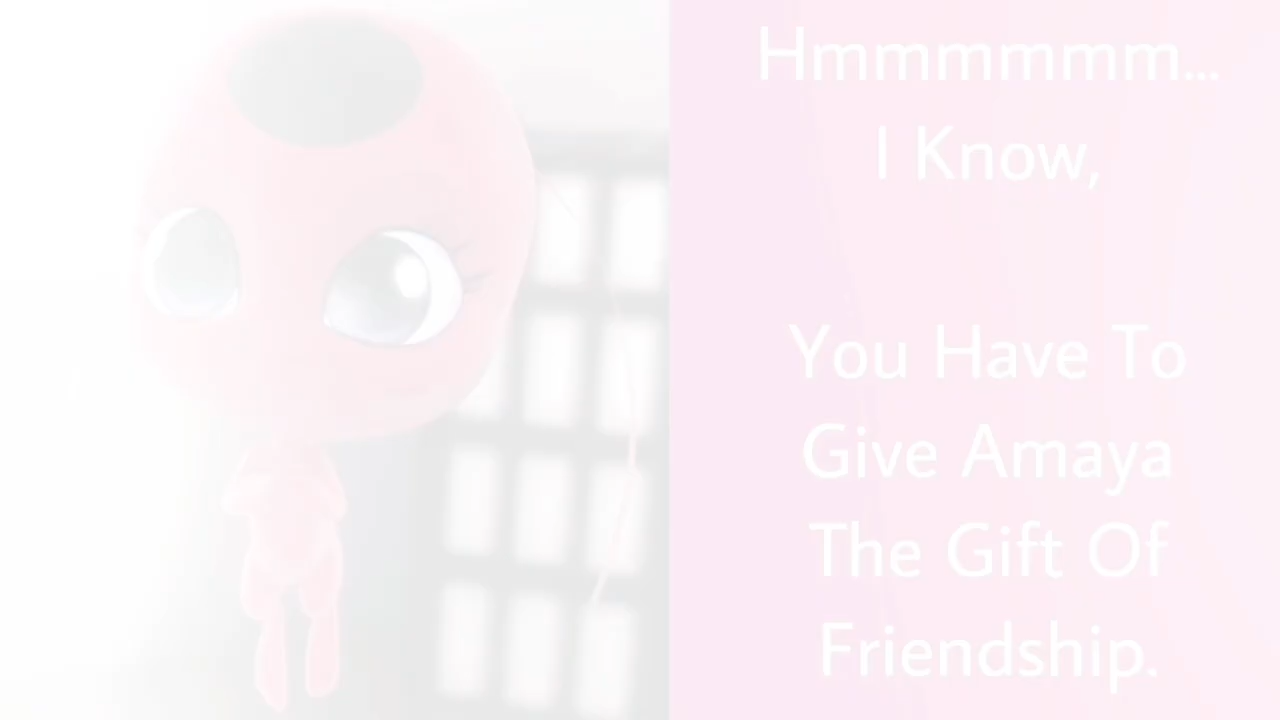 Hmmmmmm...
I Know,
You Have To
Give Amaya
The Gift Of
Friendship.